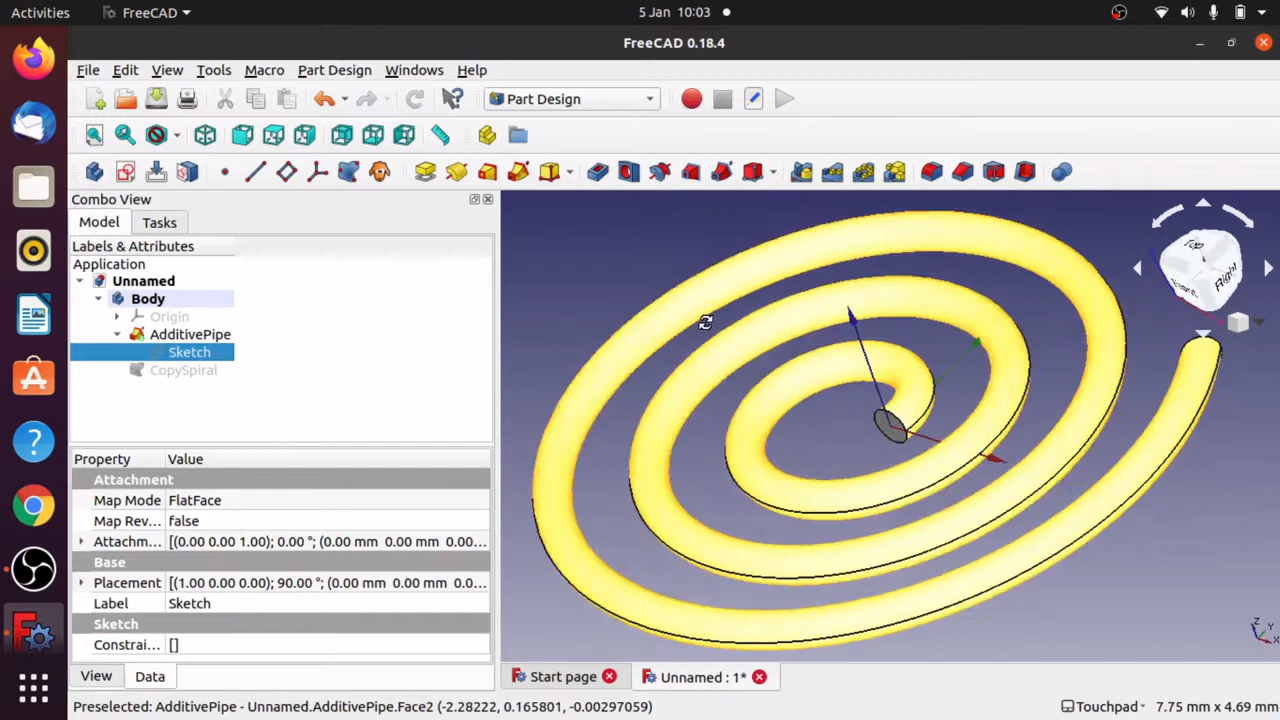 Activities FreeCAD 5 Jan 10:03
FreeCAD 0.18.4
File Edit View Tools Macro Part Design Windows Help
Part Design
Combo View
Model Tasks
Labels & Attributes
Application
Unnamed
Body
Origin
AdditivePipe
Sketch
CopySpiral
Top
Right
Property Value
Attachment
Map Mode FlatFace
Map Rev... false
Attachm... [(0.00 0.00 1.00); 0.00 °; (0.00 mm 0.00 mm 0.00...
Base
Placement [(1.00 0.00 0.00); 90.00 °; (0.00 mm 0.00 mm 0.0...
Label Sketch
Sketch
Constrai... []
Z Y
X
View Data
Start page Unnamed : 1*
Preselected: AdditivePipe - Unnamed.AdditivePipe.Face2 (-2.28222, 0.165801, -0.00297059) Touchpad 7.75 mm x 4.69 mm